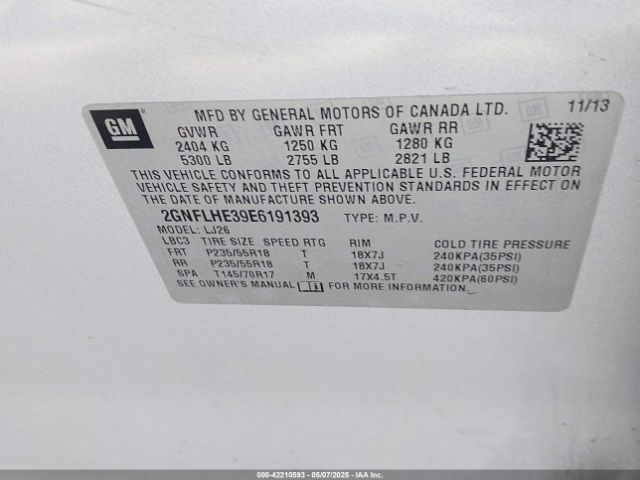 GM
MFD BY GENERAL MOTORS OF CANADA LTD. 11/13
GVWR GAWR FRT GAWR RR
2404 KG 1250 KG 1280 KG
5300 LB 2755 LB 2821 LB
THIS VEHICLE CONFORMS TO ALL APPLICABLE U.S. FEDERAL MOTOR
VEHICLE SAFETY AND THEFT PREVENTION STANDARDS IN EFFECT ON
THE DATE OF MANUFACTURE SHOWN ABOVE.
2GNFLHE39E6191393 TYPE: M.P.V.
MODEL: LJ26
LBC3 TIRE SIZE SPEED RTG RIM COLD TIRE PRESSURE
FRT P235/55R18 T 18X7J 240KPA(35PSI)
RR P235/55R18 T 18X7J 240KPA(35PSI)
SPA T145/70R17 M 17X4.5T 420KPA(60PSI)
SEE OWNER'S MANUAL FOR MORE INFORMATION.
000-42210593 - 05/07/2025 - IAAI.COM